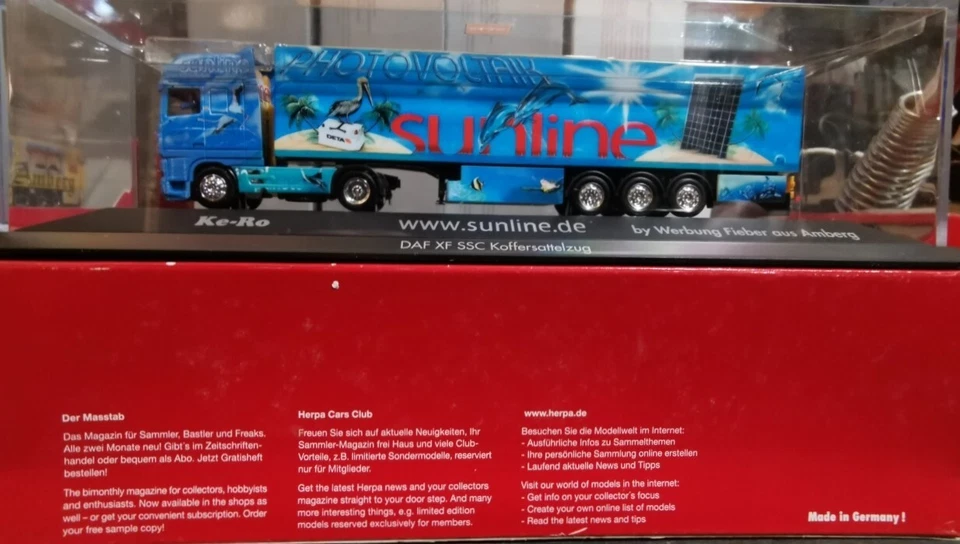 sunline
PHOTOVOLTAIK
sunline
DETA
Amberg
Ke-Ro
www.sunline.de
by Werbung Fieber aus Amberg
DAF XF SSC Koffersattelzug
Der Masstab
Das Magazin für Sammler, Bastler und Freaks.
Alle zwei Monate neu! Gibt´s im Zeitschriften-
handel oder bequem als Abo. Jetzt Gratisheft
bestellen!
The bimonthly magazine for collectors, hobbyists
and enthusiasts. Now available in the shops as
well – or get your convenient subscription. Order
your free sample copy!
Herpa Cars Club
Freuen Sie sich auf aktuelle Neuigkeiten, Ihr
Sammler-Magazin frei Haus und viele Club-
Vorteile, z.B. limitierte Sondermodelle, reserviert
nur für Mitglieder.
Get the latest Herpa news and your collectors
magazine straight to your door step. And many
more interesting things, e.g. limited edition
models reserved exclusively for members.
www.herpa.de
Besuchen Sie die Modellwelt im Internet:
- Ausführliche Infos zu Sammelthemen
- Ihre persönliche Sammlung online erstellen
- Laufend aktuelle News und Tipps
Visit our world of models in the internet:
- Get info on your collector´s focus
- Create your own online list of models
- Read the latest news and tips
Made in Germany!